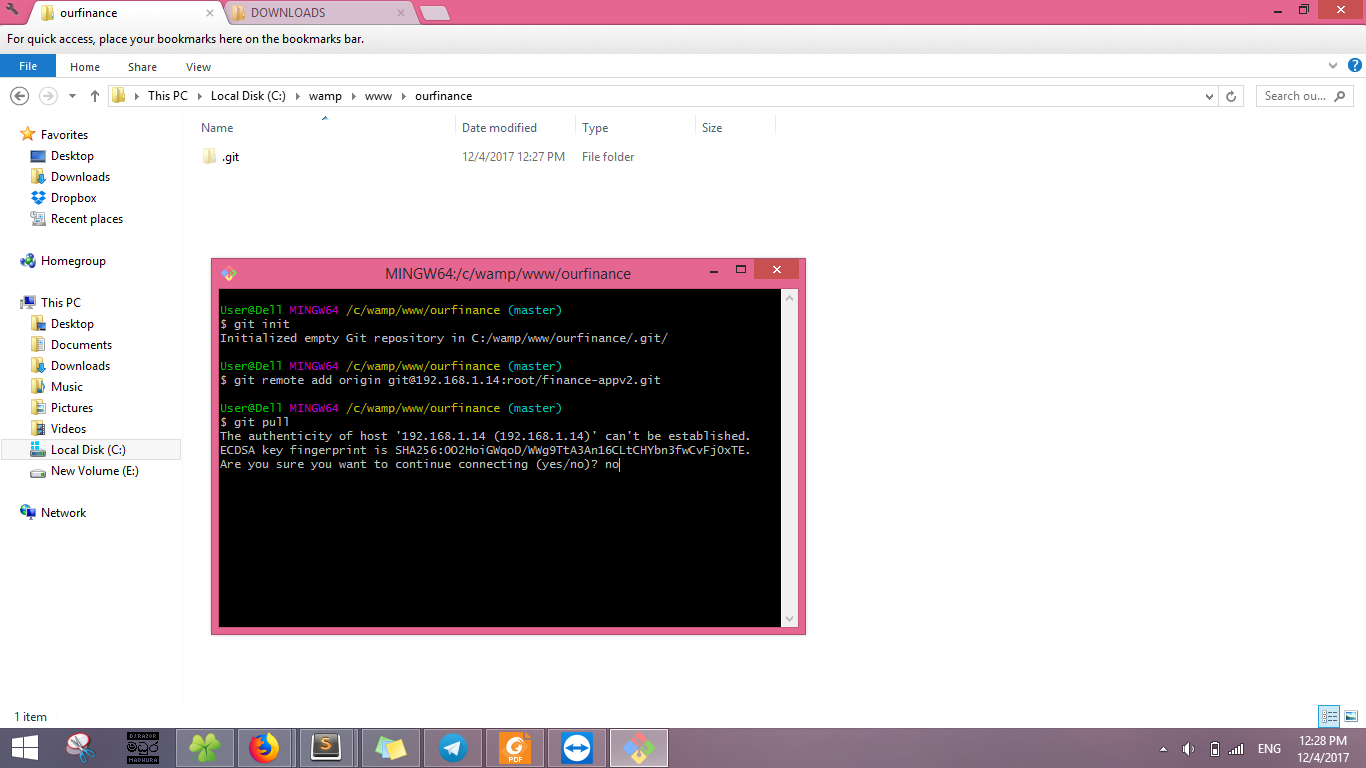 ourfinance
DOWNLOADS
For quick access, place your bookmarks here on the bookmarks bar.
File Home Share View
This PC Local Disk (C:) wamp www ourfinance
Search ou...
Name Date modified Type Size
.git 12/4/2017 12:27 PM File folder
Favorites
Desktop
Downloads
Dropbox
Recent places
Homegroup
This PC
Desktop
Documents
Downloads
Music
Pictures
Videos
Local Disk (C:)
New Volume (E:)
Network
MINGW64:/c/wamp/www/ourfinance
User@Dell MINGW64 /c/wamp/www/ourfinance (master)
$ git init
Initialized empty Git repository in C:/wamp/www/ourfinance/.git/
User@Dell MINGW64 /c/wamp/www/ourfinance (master)
$ git remote add origin git@192.168.1.14:root/finance-appv2.git
User@Dell MINGW64 /c/wamp/www/ourfinance (master)
$ git pull
The authenticity of host '192.168.1.14 (192.168.1.14)' can't be established.
ECDSA key fingerprint is SHA256:OO2HoiGWqoD/WWg9TtA3An16CLtCHYbn3fwCvFjOxTE.
Are you sure you want to continue connecting (yes/no)? no
1 item
DJ RAZOR
MADHURA
S
PDF
ENG
12:28 PM
12/4/2017